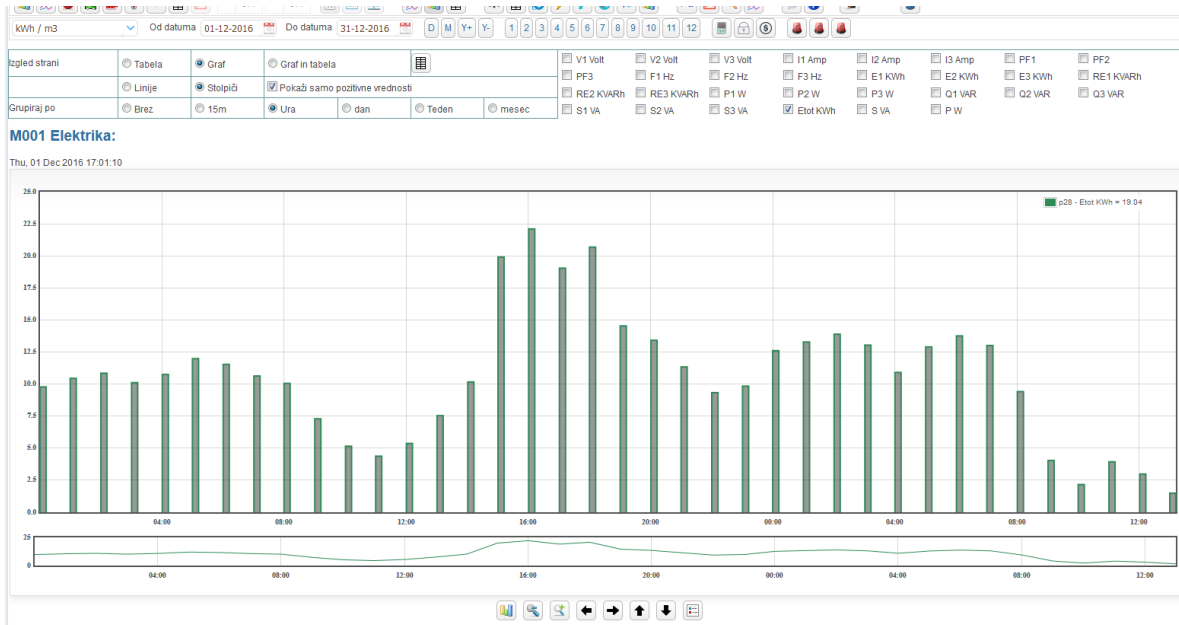 kWh / m3 Od datuma 01-12-2016 Do datuma 31-12-2016 D M Y+ Y- 1 2 3 4 5 6 7 8 9 10 11 12
Izgled strani Tabela Graf Graf in tabela
Linije Stolpiči Pokaži samo pozitivne vrednosti
Grupiraj po Brez 15m Ura dan Teden mesec
V1 Volt V2 Volt V3 Volt I1 Amp I2 Amp I3 Amp PF1 PF2
PF3 F1 Hz F2 Hz F3 Hz E1 KWh E2 KWh E3 KWh RE1 KVARh
RE2 KVARh RE3 KVARh P1 W P2 W P3 W Q1 VAR Q2 VAR Q3 VAR
S1 VA S2 VA S3 VA Etot KWh S VA P W
M001 Elektrika:
Thu, 01 Dec 2016 17:01:10
p28 - Etot KWh = 19.04
25.0
22.5
20.0
17.5
15.0
12.5
10.0
7.5
5.0
2.5
0.0
04:00 08:00 12:00 16:00 20:00 00:00 04:00 08:00 12:00
25
0
04:00 08:00 12:00 16:00 20:00 00:00 04:00 08:00 12:00